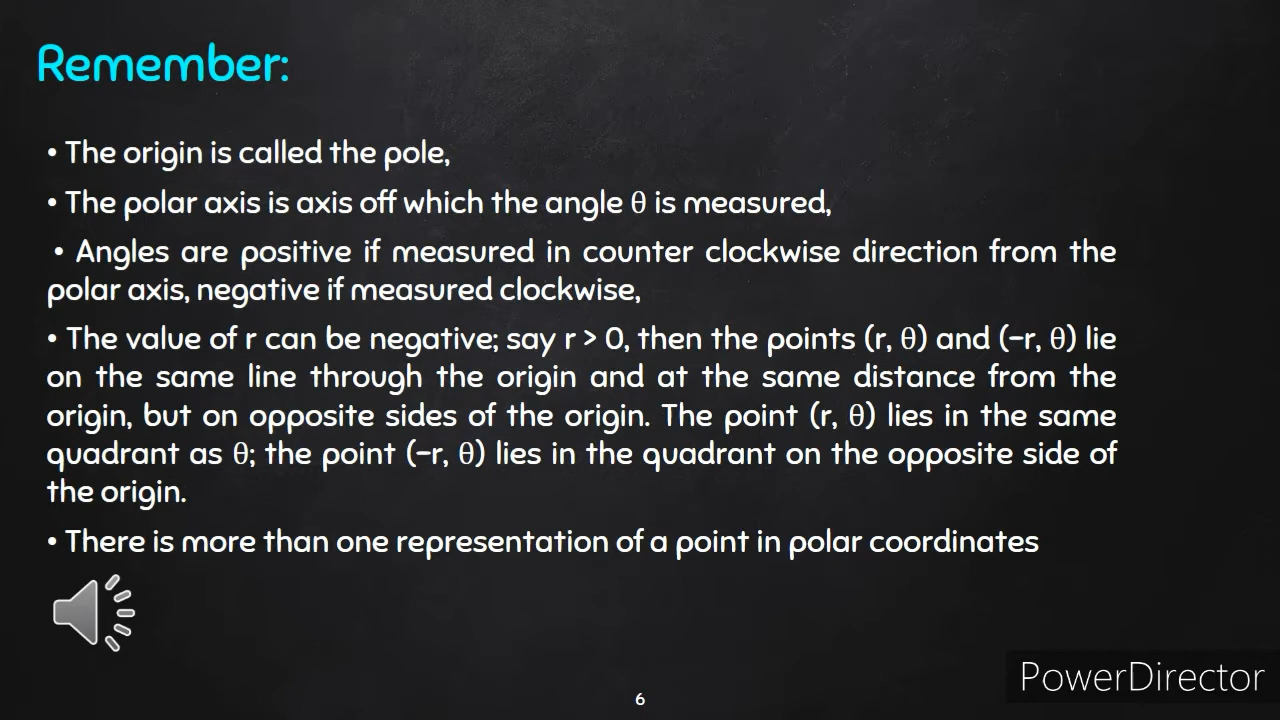 Remember:
• The origin is called the pole,
• The polar axis is axis off which the angle θ is measured,
• Angles are positive if measured in counter clockwise direction from the
polar axis, negative if measured clockwise,
• The value of r can be negative; say r > 0, then the points (r, θ) and (−r, θ) lie
on the same line through the origin and at the same distance from the
origin, but on opposite sides of the origin. The point (r, θ) lies in the same
quadrant as θ; the point (−r, θ) lies in the quadrant on the opposite side of
the origin.
• There is more than one representation of a point in polar coordinates
PowerDirector
6